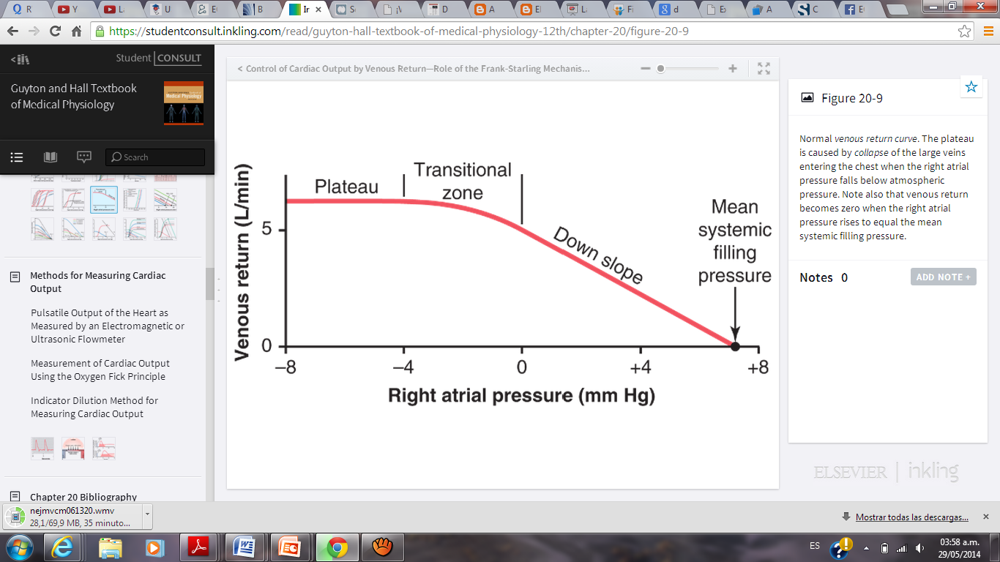 R
Y
L
U
E
B
In
S
¡V
D
A
El
L
Fi
d
E
A
C
E
https://studentconsult.inkling.com/read/guyton-hall-textbook-of-medical-physiology-12th/chapter-20/figure-20-9
Student CONSULT
Guyton and Hall Textbook
of Medical Physiology
Medical Physiology
Search
Methods for Measuring Cardiac
Output
Pulsatile Output of the Heart as
Measured by an Electromagnetic or
Ultrasonic Flowmeter
Measurement of Cardiac Output
Using the Oxygen Fick Principle
Indicator Dilution Method for
Measuring Cardiac Output
Chapter 20 Bibliography
< Control of Cardiac Output by Venous Return—Role of the Frank-Starling Mechanis...
Venous return (L/min)
5
0
Plateau
Transitional
zone
Down slope
Mean
systemic
filling
pressure
–8
–4
0
+4
+8
Right atrial pressure (mm Hg)
Figure 20-9
Normal venous return curve. The plateau
is caused by collapse of the large veins
entering the chest when the right atrial
pressure falls below atmospheric
pressure. Note also that venous return
becomes zero when the right atrial
pressure rises to equal the mean
systemic filling pressure.
Notes 0
ADD NOTE +
ELSEVIER | inkling
nejmvcm061320.wmv
28,1/69,9 MB, 35 minuto...
Mostrar todas las descargas...
ES
03:58 a.m.
29/05/2014